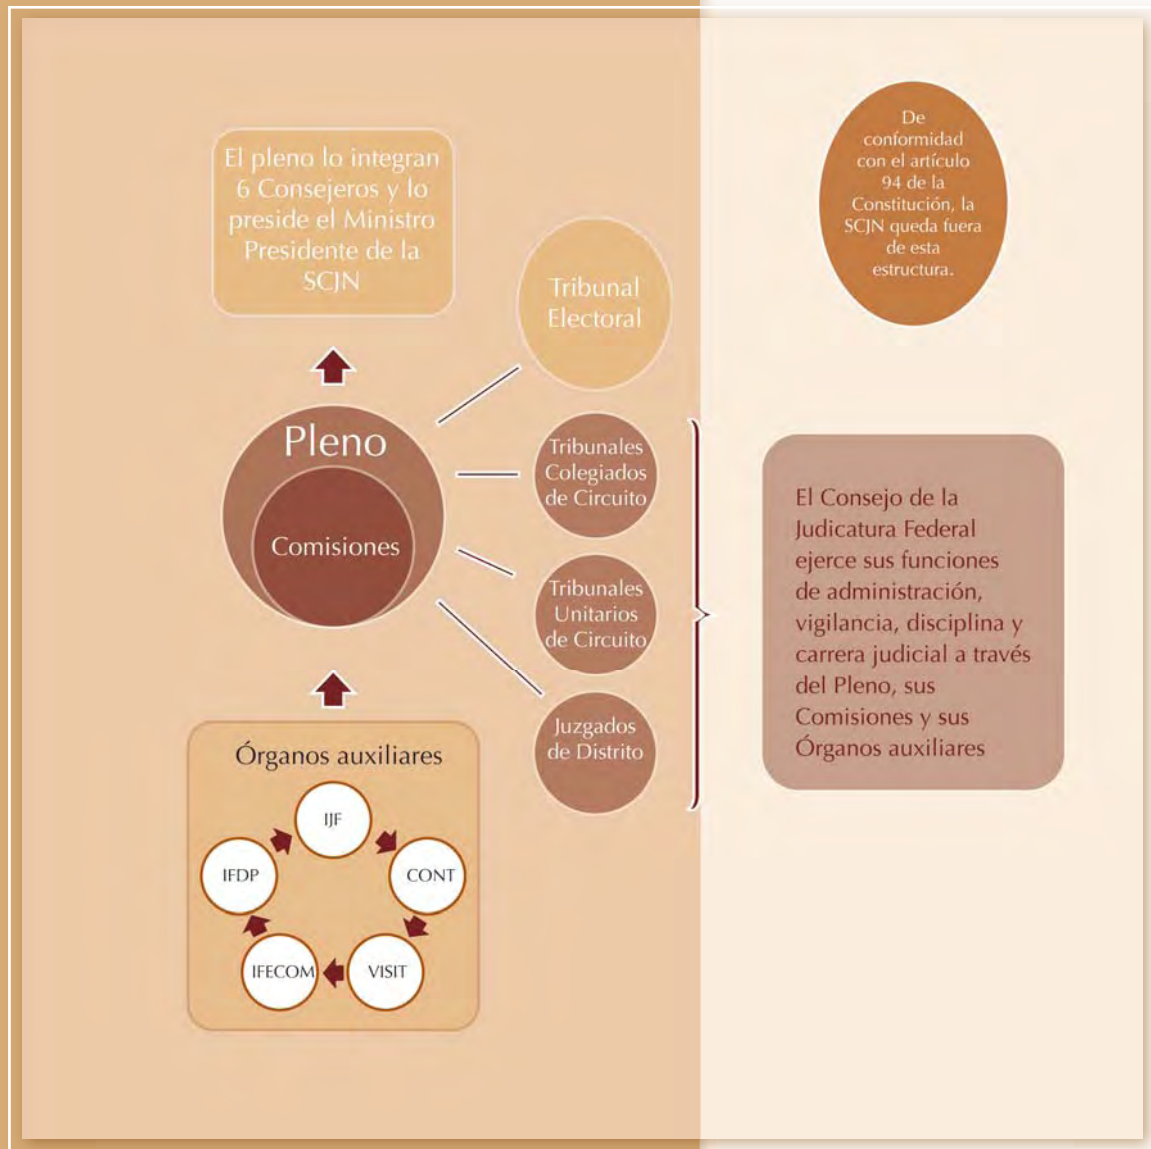 El pleno lo integran
6 Consejeros y lo
preside el Ministro
Presidente de la
SCJN
De
conformidad
con el artículo
94 de la
Constitución, la
SCJN queda fuera
de esta
estructura.
Tribunal
Electoral
Pleno
Comisiones
Tribunales
Colegiados
de Circuito
Tribunales
Unitarios
de Circuito
Juzgados
de Distrito
El Consejo de la
Judicatura Federal
ejerce sus funciones
de administración,
vigilancia, disciplina y
carrera judicial a través
del Pleno, sus
Comisiones y sus
Órganos auxiliares
Órganos auxiliares
IJF
CONT
VISIT
IFECOM
IFDP